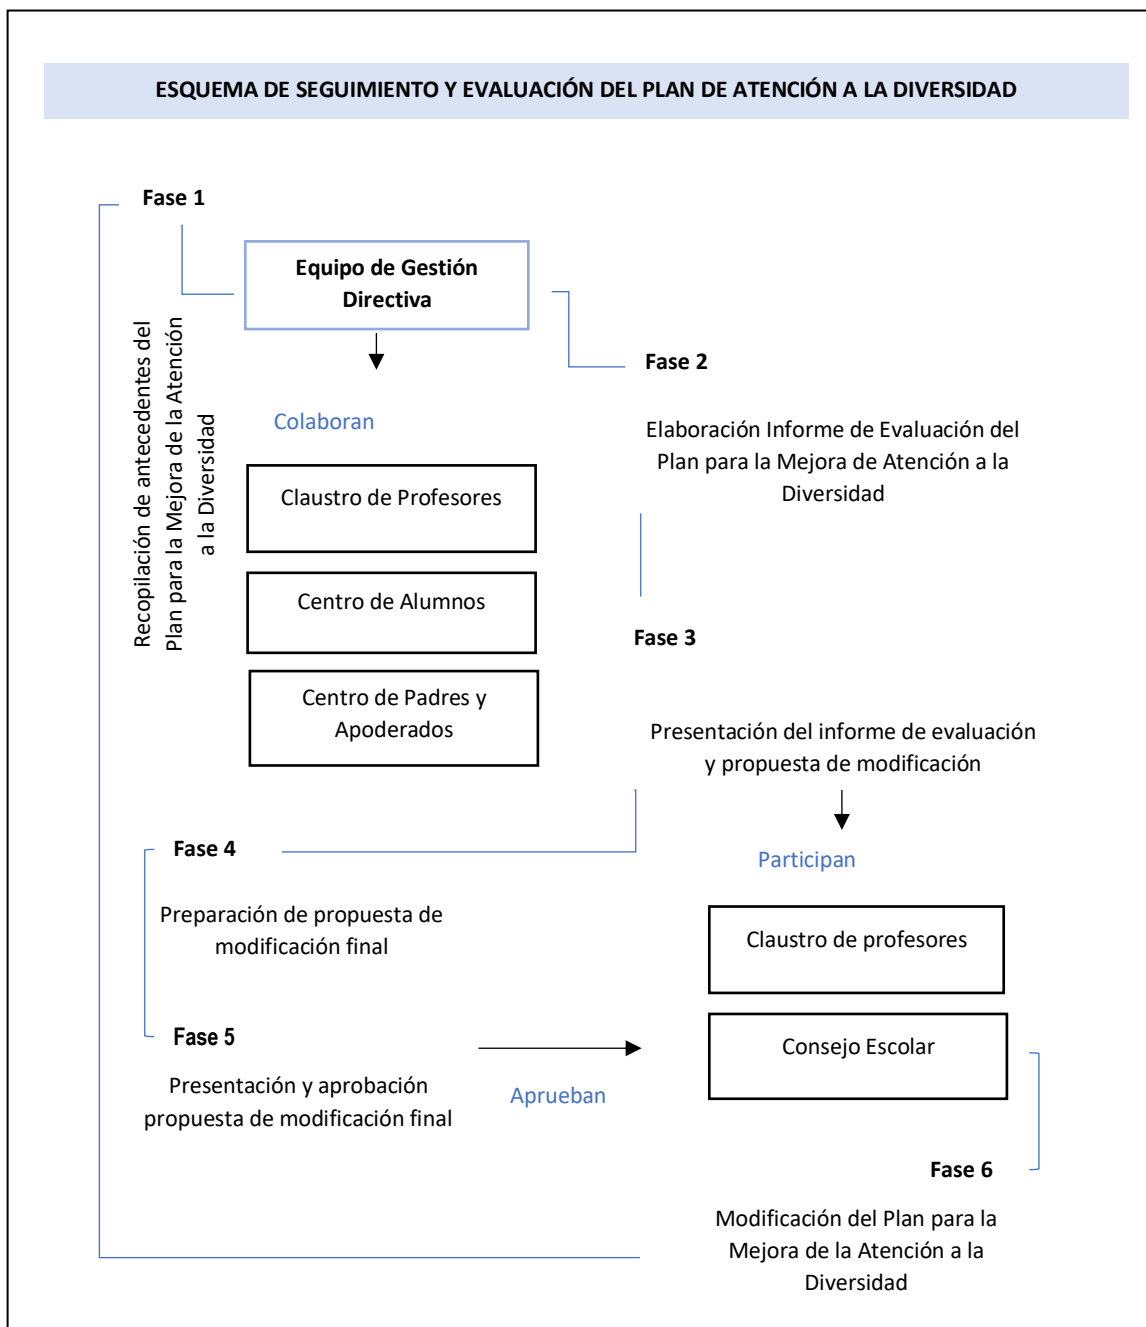 ESQUEMA DE SEGUIMIENTO Y EVALUACIÓN DEL PLAN DE ATENCIÓN A LA DIVERSIDAD
Fase 1
Equipo de Gestión
Directiva
Recopilación de antecedentes del
Plan para la Mejora de la Atención
a la Diversidad
Colaboran
Claustro de Profesores
Centro de Alumnos
Centro de Padres y
Apoderados
Fase 2
Elaboración Informe de Evaluación del
Plan para la Mejora de Atención a la
Diversidad
Fase 3
Presentación del informe de evaluación
y propuesta de modificación
Participan
Claustro de profesores
Consejo Escolar
Fase 4
Preparación de propuesta de
modificación final
Fase 5
Presentación y aprobación
propuesta de modificación final
Aprueban
Fase 6
Modificación del Plan para la
Mejora de la Atención a la
Diversidad